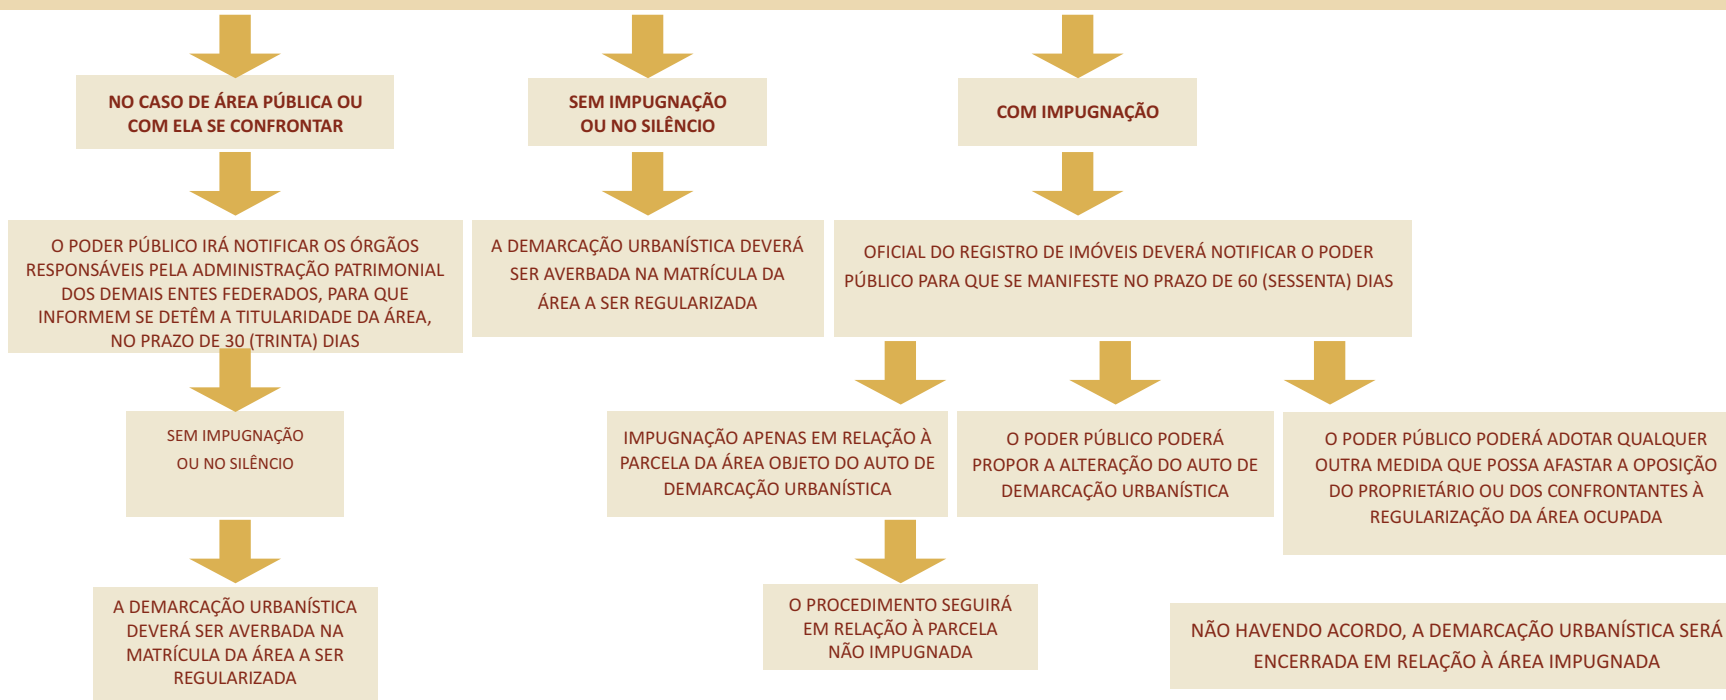 NO CASO DE ÁREA PÚBLICA OU
COM ELA SE CONFRONTAR
SEM IMPUGNAÇÃO
OU NO SILÊNCIO
COM IMPUGNAÇÃO
O PODER PÚBLICO IRÁ NOTIFICAR OS ÓRGÃOS
RESPONSÁVEIS PELA ADMINISTRAÇÃO PATRIMONIAL
DOS DEMAIS ENTES FEDERADOS, PARA QUE
INFORMEM SE DETÊM A TITULARIDADE DA ÁREA,
NO PRAZO DE 30 (TRINTA) DIAS
A DEMARCAÇÃO URBANÍSTICA DEVERÁ
SER AVERBADA NA MATRÍCULA DA
ÁREA A SER REGULARIZADA
OFICIAL DO REGISTRO DE IMÓVEIS DEVERÁ NOTIFICAR O PODER
PÚBLICO PARA QUE SE MANIFESTE NO PRAZO DE 60 (SESSENTA) DIAS
SEM IMPUGNAÇÃO
OU NO SILÊNCIO
IMPUGNAÇÃO APENAS EM RELAÇÃO À
PARCELA DA ÁREA OBJETO DO AUTO DE
DEMARCAÇÃO URBANÍSTICA
O PODER PÚBLICO PODERÁ
PROPOR A ALTERAÇÃO DO AUTO DE
DEMARCAÇÃO URBANÍSTICA
O PODER PÚBLICO PODERÁ ADOTAR QUALQUER
OUTRA MEDIDA QUE POSSA AFASTAR A OPOSIÇÃO
DO PROPRIETÁRIO OU DOS CONFRONTANTES À
REGULARIZAÇÃO DA ÁREA OCUPADA
A DEMARCAÇÃO URBANÍSTICA
DEVERÁ SER AVERBADA NA
MATRÍCULA DA ÁREA A SER
REGULARIZADA
O PROCEDIMENTO SEGUIRÁ
EM RELAÇÃO À PARCELA
NÃO IMPUGNADA
NÃO HAVENDO ACORDO, A DEMARCAÇÃO URBANÍSTICA SERÁ
ENCERRADA EM RELAÇÃO À ÁREA IMPUGNADA